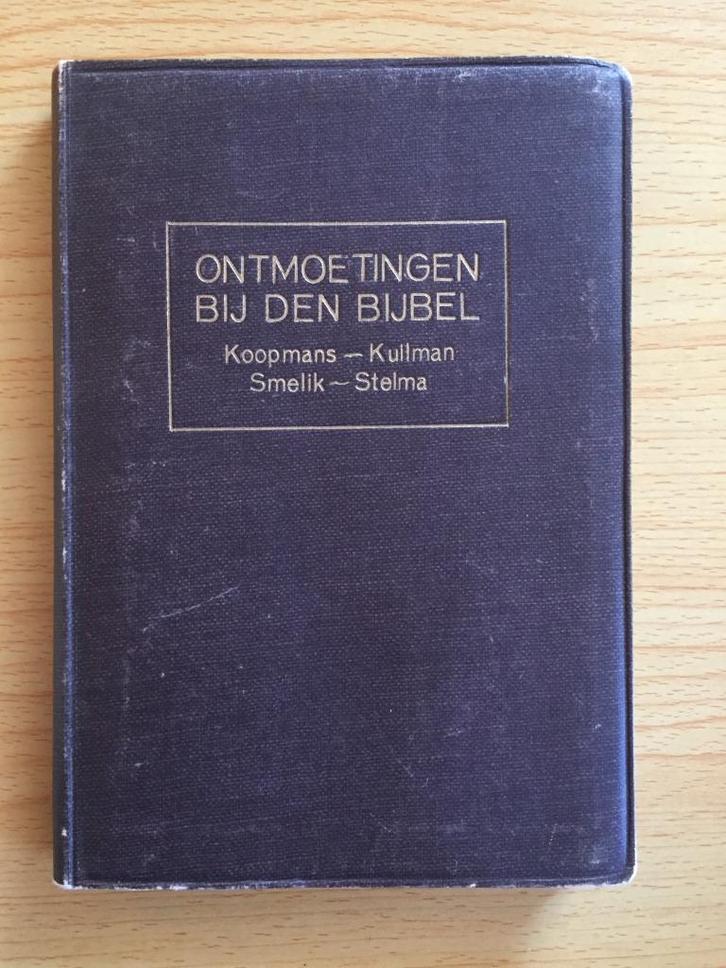 ONTMOETINGEN
BIJ DEN BIJBEL
Koopmans – Kullman
Smelik – Stelma